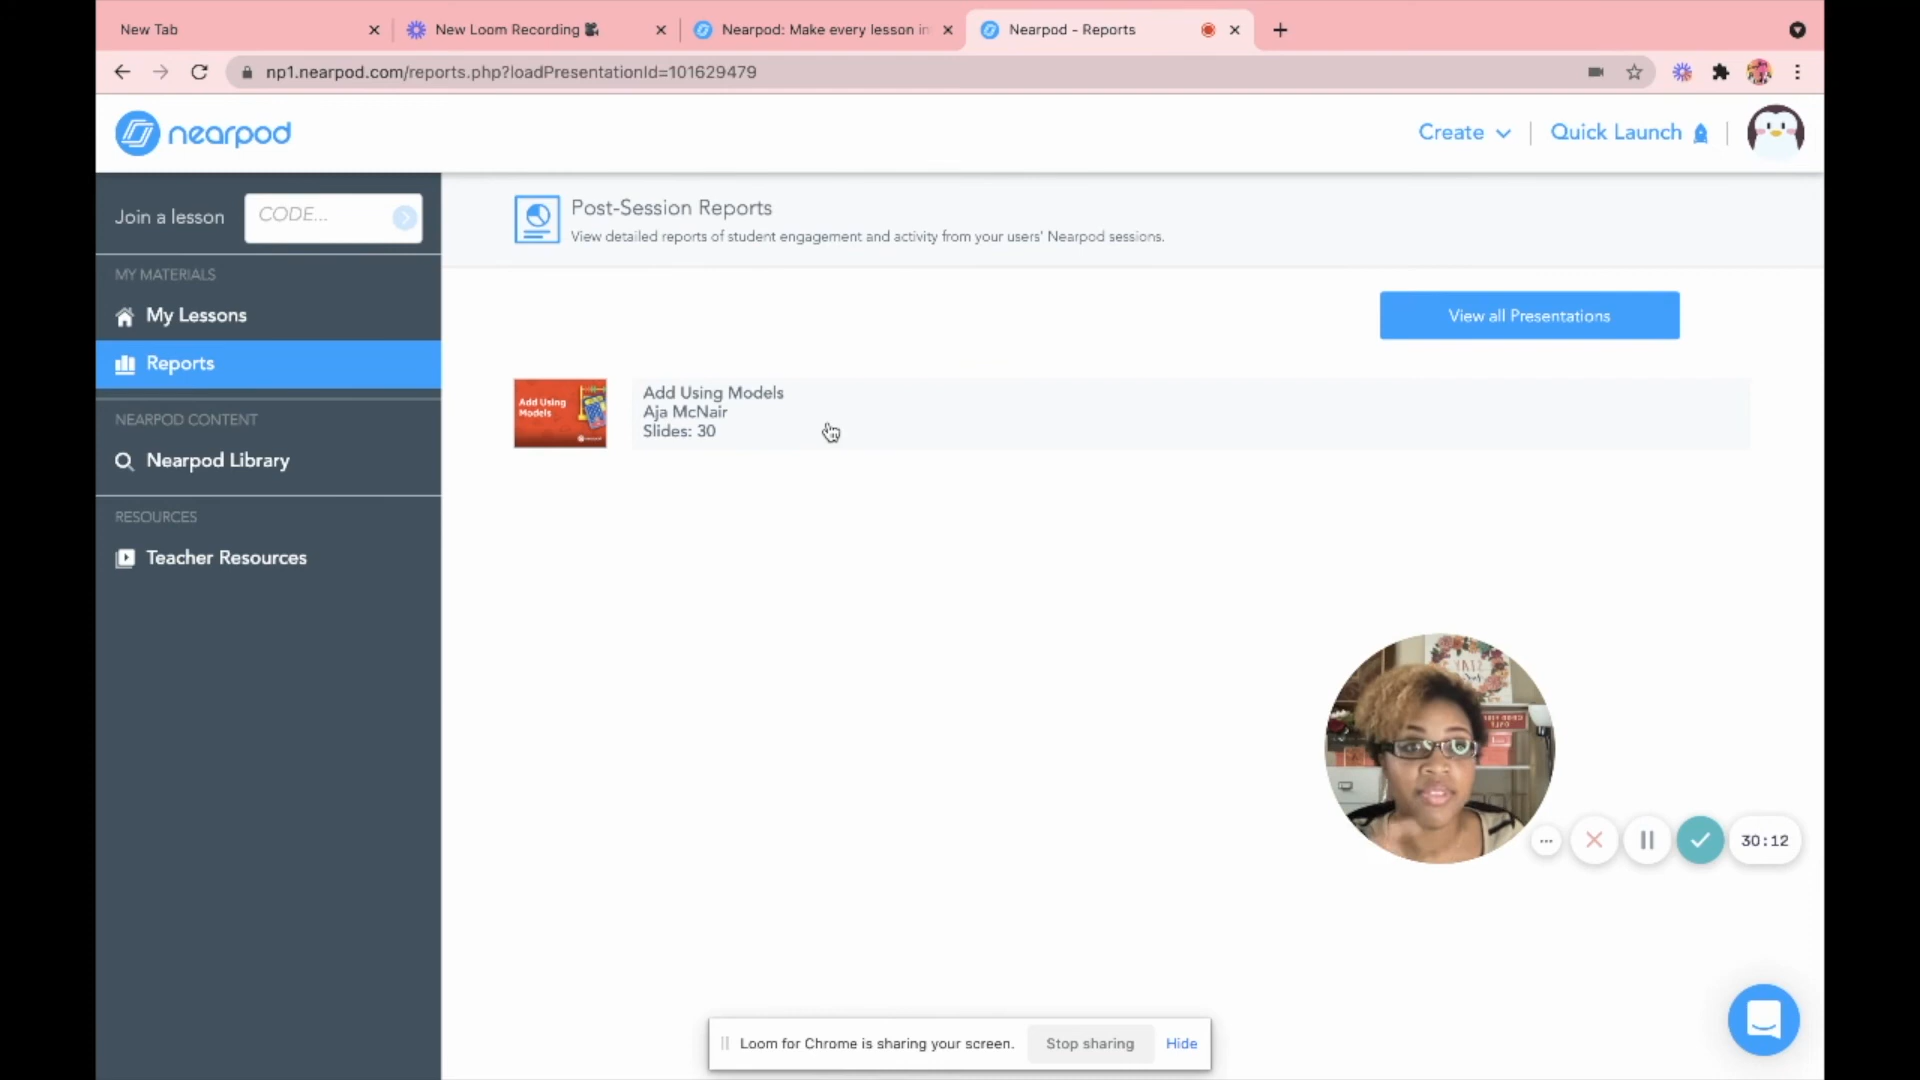 New Tab
New Loom Recording
Nearpod: Make every lesson in
Nearpod - Reports
np1.nearpod.com/reports.php?loadPresentationId=101629479
nearpod
Create
Quick Launch
Join a lesson
CODE...
MY MATERIALS
My Lessons
Reports
NEARPOD CONTENT
Nearpod Library
RESOURCES
Teacher Resources
Post-Session Reports
View detailed reports of student engagement and activity from your users' Nearpod sessions.
View all Presentations
Add Using
Models
nearpod
Add Using Models
Aja McNair
Slides: 30
30:12
Loom for Chrome is sharing your screen.
Stop sharing
Hide